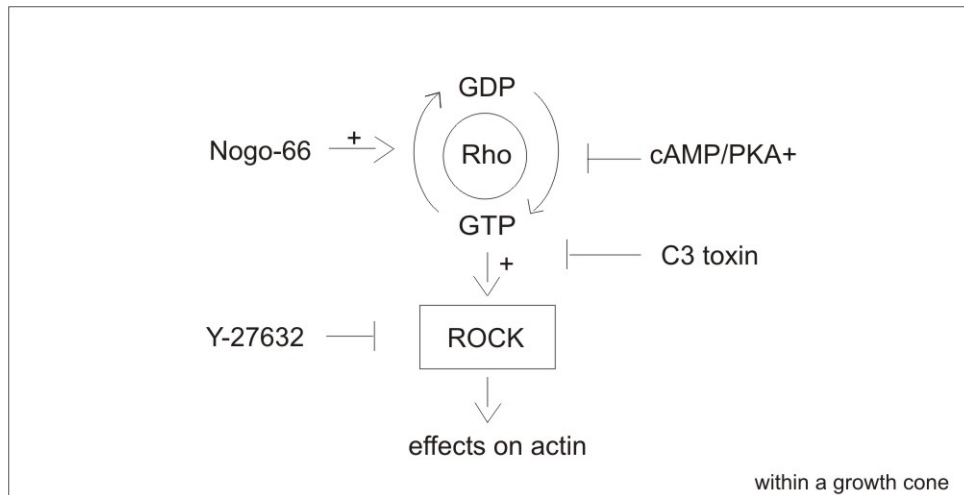 GDP
Nogo-66 + Rho cAMP/PKA+
GTP
+ C3 toxin
Y-27632 ROCK
effects on actin
within a growth cone